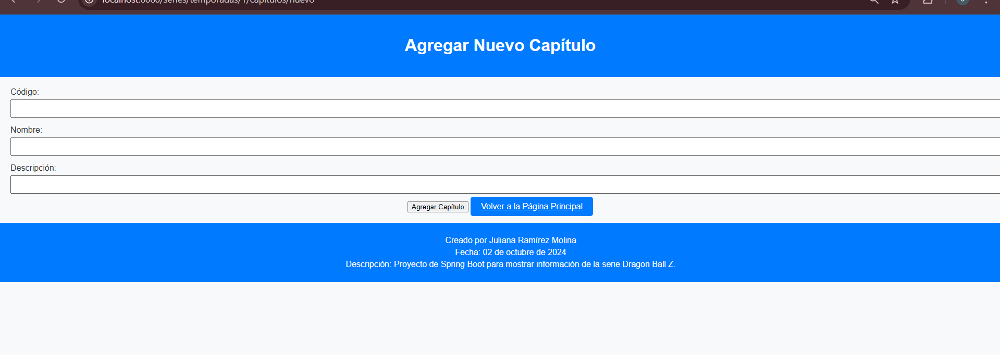 localhost:8080/series/temporadas/1/capitulos/nuevo
Agregar Nuevo Capítulo
Código:
Nombre:
Descripción:
Agregar Capítulo
Volver a la Página Principal
Creado por Juliana Ramírez Molina
Fecha: 02 de octubre de 2024
Descripción: Proyecto de Spring Boot para mostrar información de la serie Dragon Ball Z.